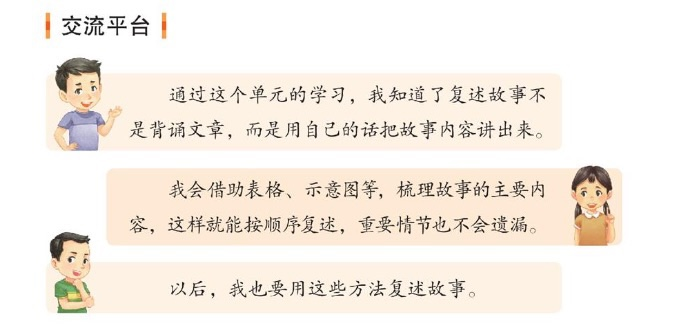 交流平台
通过这个单元的学习，我知道了复述故事不
是背诵文章，而是用自己的话把故事内容讲出来。
我会借助表格、示意图等，梳理故事的主要内
容，这样就能按顺序复述，重要情节也不会遗漏。
以后，我也要用这些方法复述故事。